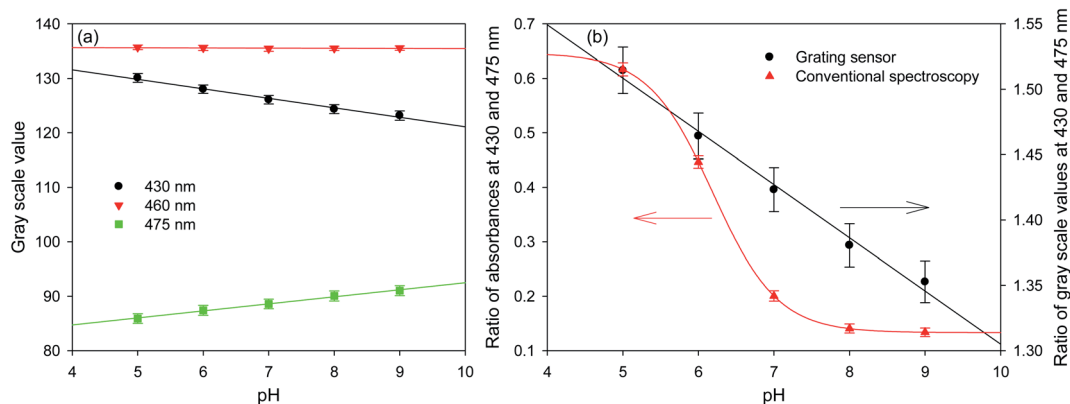 Gray scale value
140
130
120
110
100
90
80
(a)
430 nm
460 nm
475 nm
4 5 6 7 8 9 10
pH
Ratio of absorbances at 430 and 475 nm
0.7
0.6
0.5
0.4
0.3
0.2
0.1
(b)
Grating sensor
Conventional spectroscopy
4 5 6 7 8 9 10
pH
1.55
1.50
1.45
1.40
1.35
1.30
Ratio of gray scale values at 430 and 475 nm